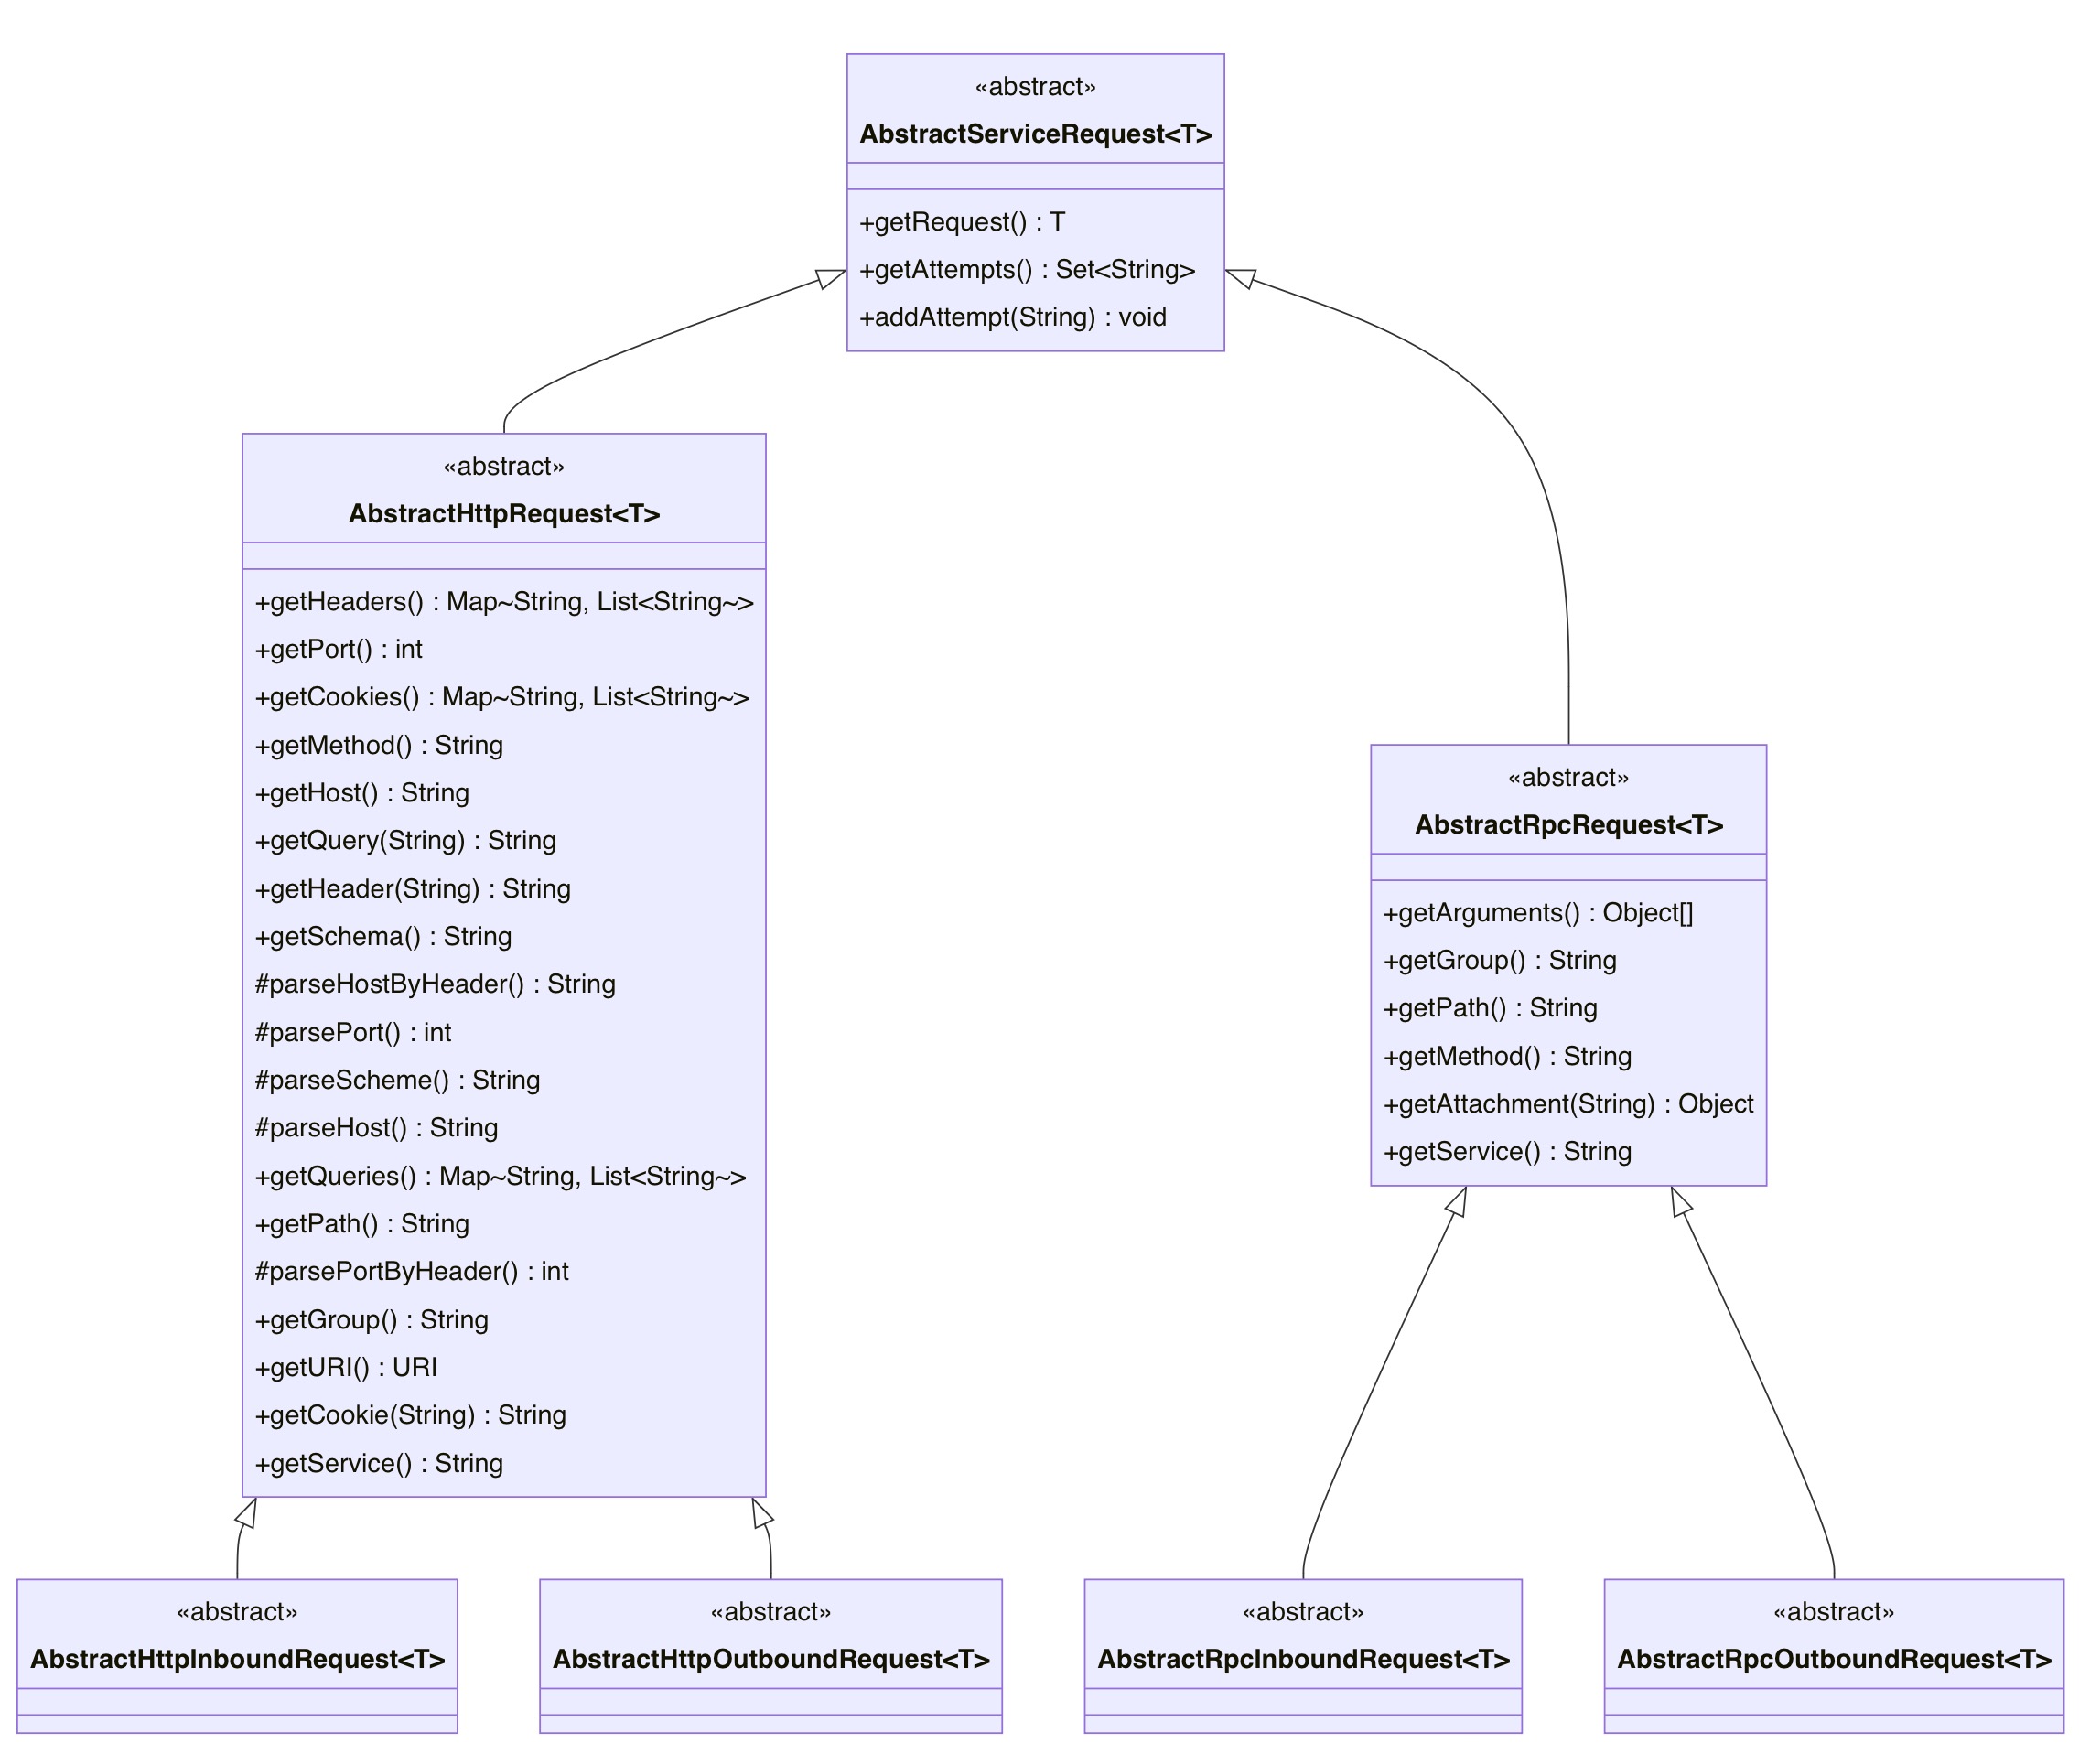 «abstract»
AbstractServiceRequest<T>
+getRequest() : T
+getAttempts() : Set<String>
+addAttempt(String) : void
«abstract»
AbstractHttpRequest<T>
+getHeaders() : Map~String, List<String~>
+getPort() : int
+getCookies() : Map~String, List<String~>
+getMethod() : String
+getHost() : String
+getQuery(String) : String
+getHeader(String) : String
+getSchema() : String
#parseHostByHeader() : String
#parsePort() : int
#parseScheme() : String
#parseHost() : String
+getQueries() : Map~String, List<String~>
+getPath() : String
#parsePortByHeader() : int
+getGroup() : String
+getURI() : URI
+getCookie(String) : String
+getService() : String
«abstract»
AbstractRpcRequest<T>
+getArguments() : Object[]
+getGroup() : String
+getPath() : String
+getMethod() : String
+getAttachment(String) : Object
+getService() : String
«abstract»
AbstractHttpInboundRequest<T>
«abstract»
AbstractHttpOutboundRequest<T>
«abstract»
AbstractRpcInboundRequest<T>
«abstract»
AbstractRpcOutboundRequest<T>